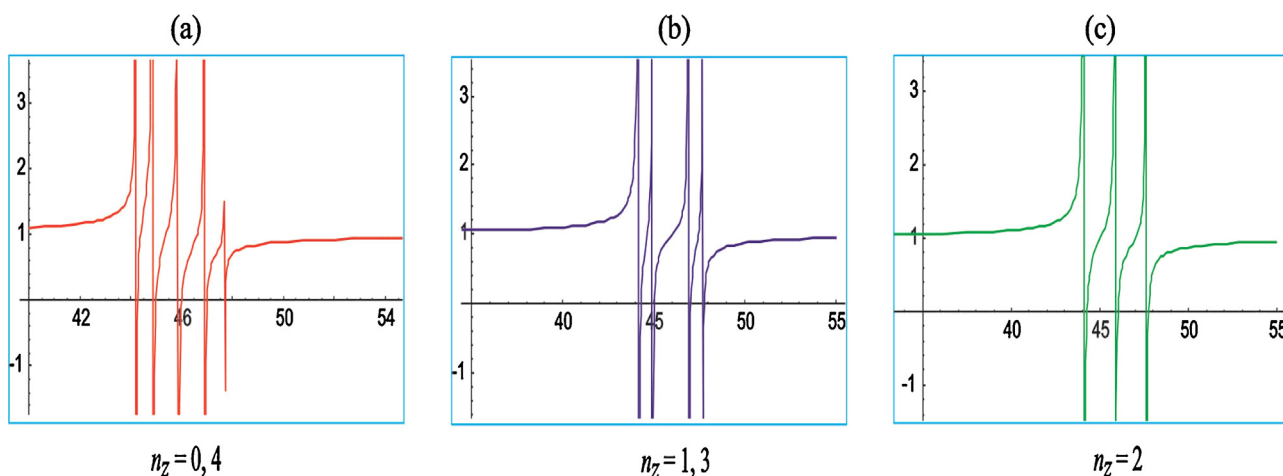 (a) (b) (c)
3 3 3
2 2 2
1 1 1
42 46 50 54 40 45 50 55 40 45 50 55
-1 -1 -1
n_z = 0, 4 n_z = 1, 3 n_z = 2